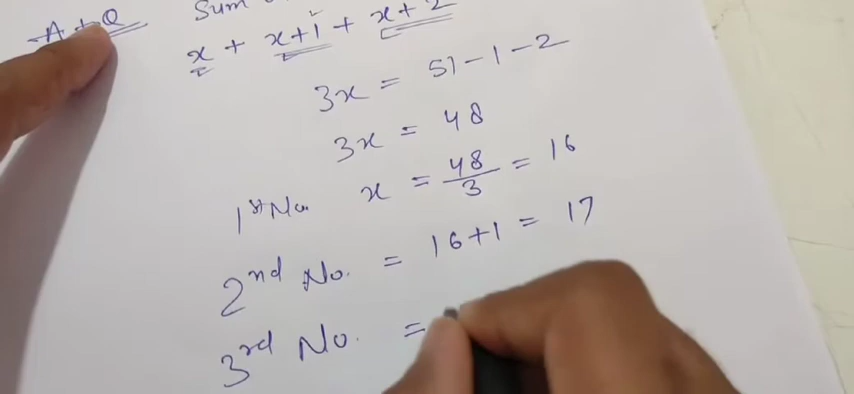 A + Q Sum
x + x+1 + x+2
3x = 51-1-2
3x = 48
1st No. x = 48/3 = 16
2nd No. = 16+1 = 17
3rd No. =